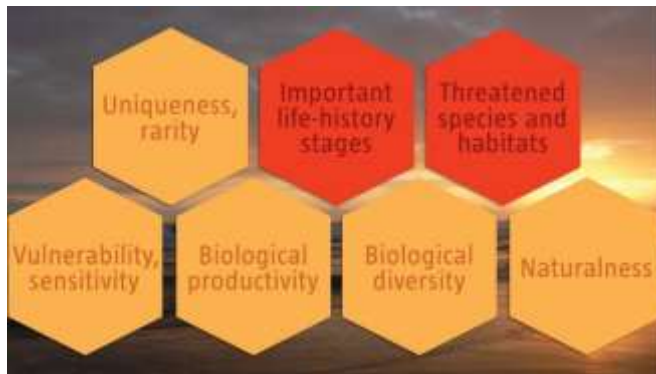 Uniqueness,
rarity
Important
life-history
stages
Threatened
species and
habitats
Vulnerability,
sensitivity
Biological
productivity
Biological
diversity
Naturalness